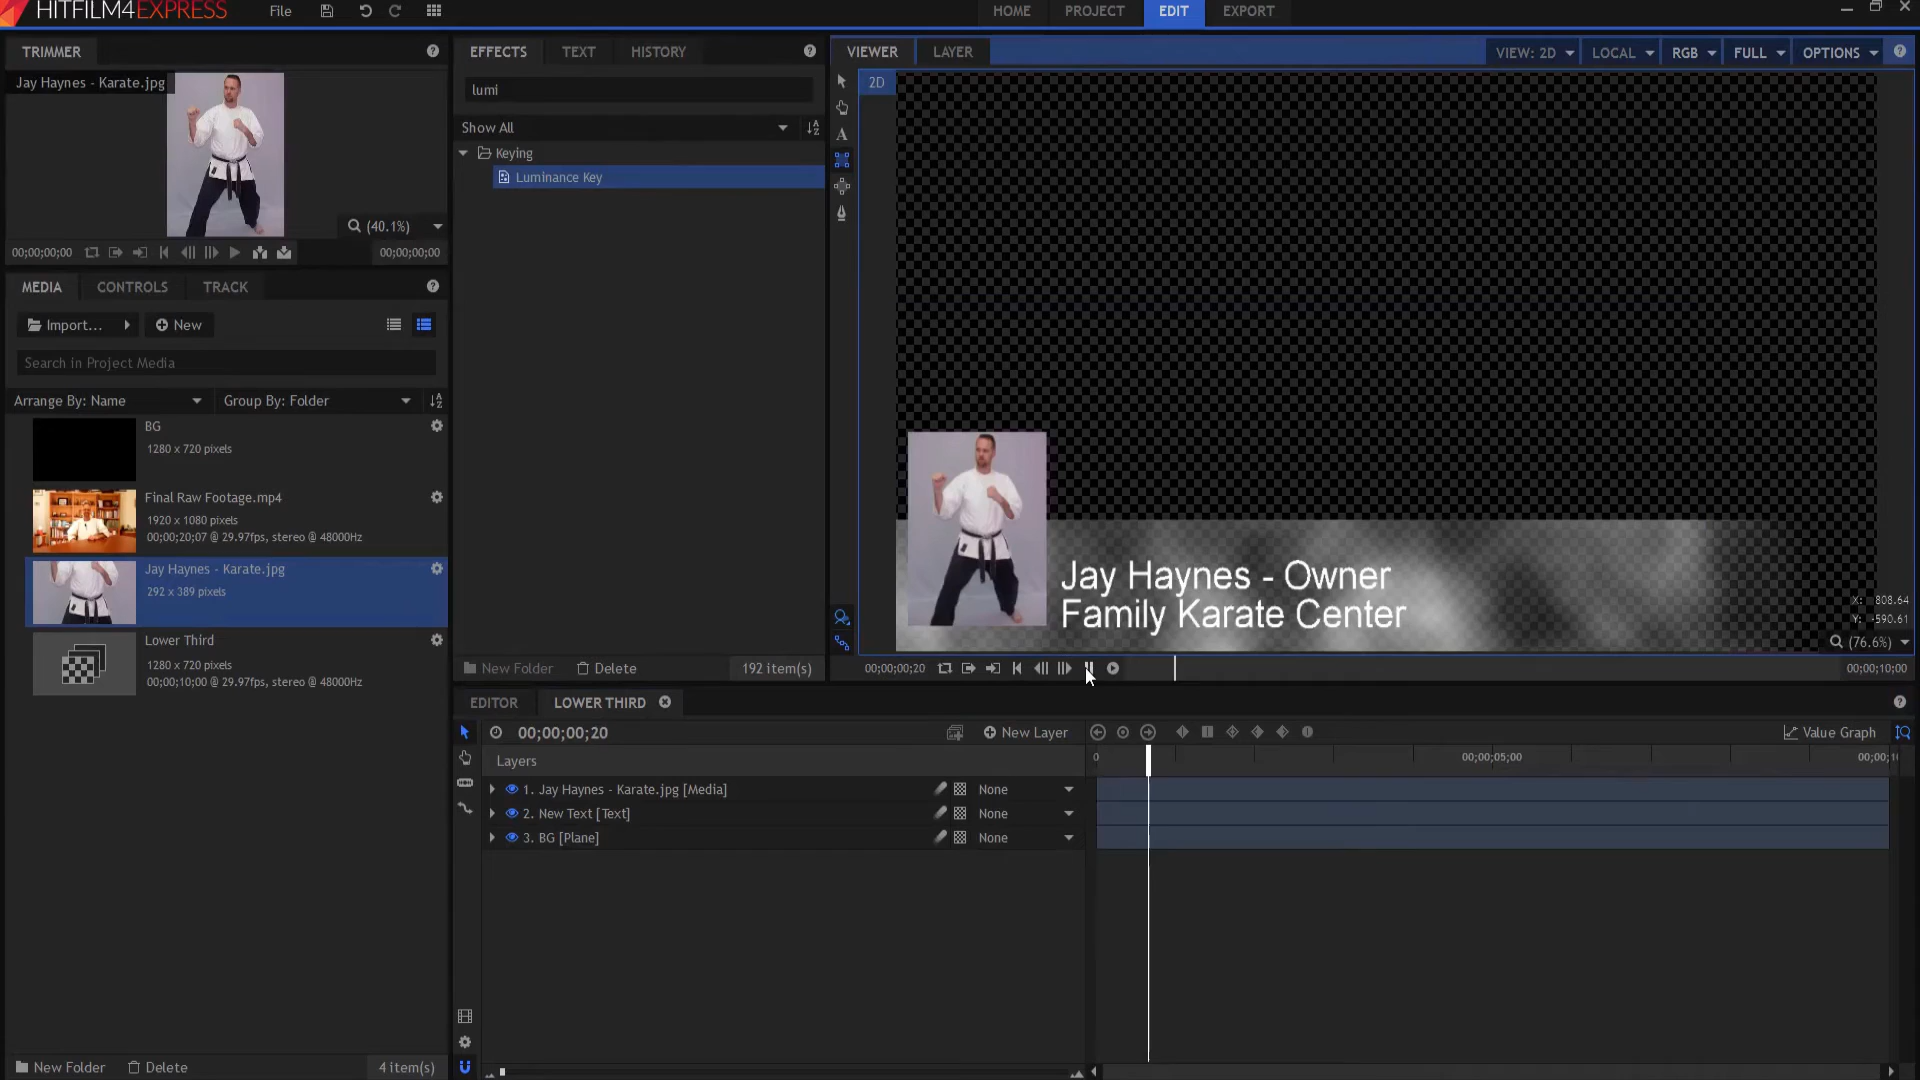 HITFILM4EXPRESS
File
HOME
PROJECT
EDIT
EXPORT
TRIMMER
Jay Haynes - Karate.jpg
(40.1%)
00;00;00;00
00;00;00;00
MEDIA
CONTROLS
TRACK
Import...
New
Search in Project Media
Arrange By: Name
Group By: Folder
BG
1280 x 720 pixels
Final Raw Footage.mp4
1920 x 1080 pixels
00;00;20;07 @ 29.97fps, stereo @ 48000Hz
Jay Haynes - Karate.jpg
292 x 389 pixels
Lower Third
1280 x 720 pixels
00;00;10;00 @ 29.97fps, stereo @ 48000Hz
New Folder
Delete
4 item(s)
EFFECTS
TEXT
HISTORY
lumi
Show All
Keying
Luminance Key
New Folder
Delete
192 item(s)
VIEWER
LAYER
VIEW: 2D
LOCAL
RGB
FULL
OPTIONS
2D
Jay Haynes - Owner
Family Karate Center
X: 808.64
Y: -590.61
(76.6%)
00;00;00;20
00;00;10;00
EDITOR
LOWER THIRD
00;00;00;20
New Layer
Value Graph
Layers
0
00;00;05;00
00;00;1
1. Jay Haynes - Karate.jpg [Media]
None
2. New Text [Text]
None
3. BG [Plane]
None